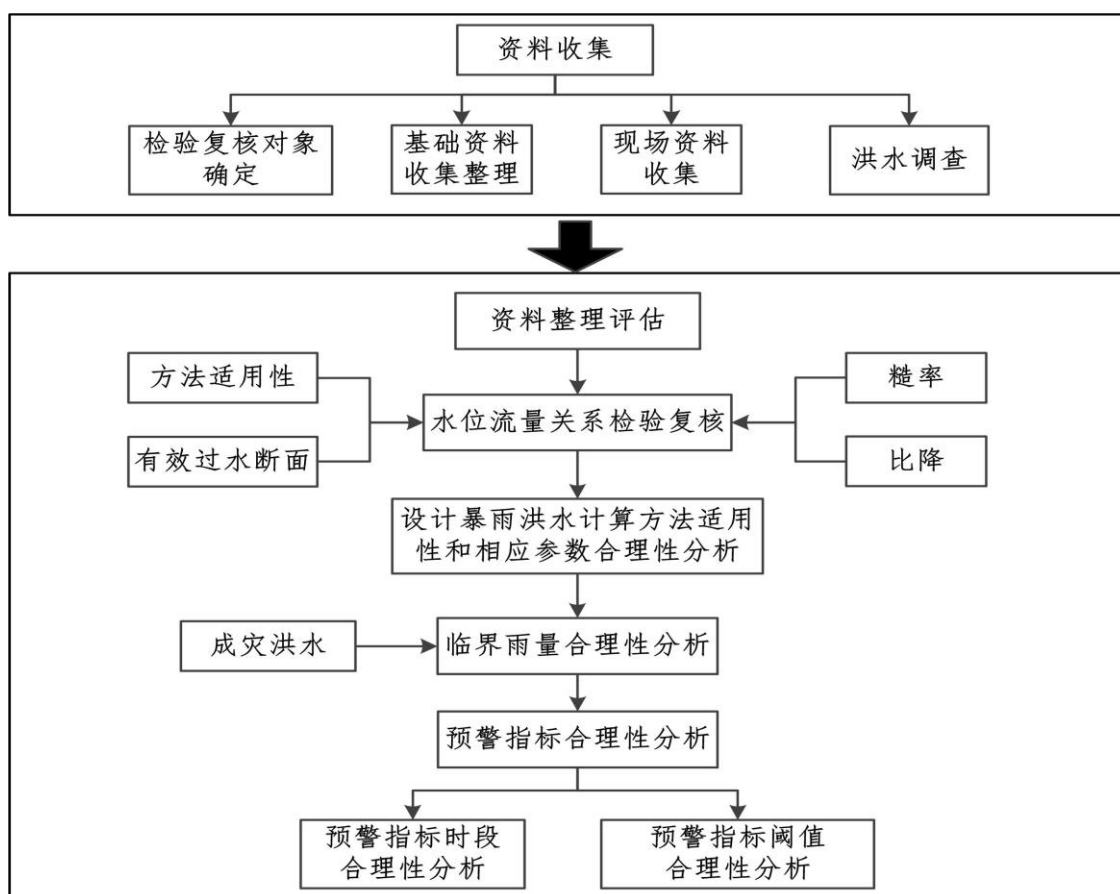 资料收集
检验复核对象
确定
基础资料
收集整理
现场资料
收集
洪水调查
资料整理评估
方法适用性
有效过水断面
水位流量关系检验复核
糙率
比降
设计暴雨洪水计算方法适用
性和相应参数合理性分析
成灾洪水
临界雨量合理性分析
预警指标合理性分析
预警指标时段
合理性分析
预警指标阈值
合理性分析